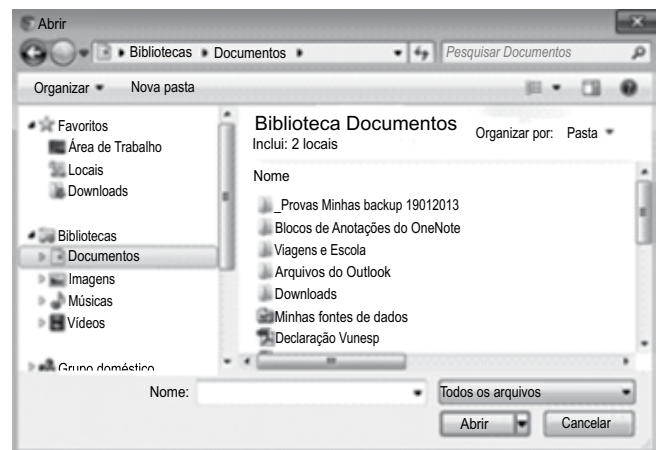 Abrir
Bibliotecas Documentos
Pesquisar Documentos
Organizar Nova pasta
Favoritos
Área de Trabalho
Locais
Downloads
Bibliotecas
Documentos
Imagens
Músicas
Vídeos
Grupo doméstico
Biblioteca Documentos
Inclui: 2 locais
Organizar por: Pasta
Nome
_Provas Minhas backup 19012013
Blocos de Anotações do OneNote
Viagens e Escola
Arquivos do Outlook
Downloads
Minhas fontes de dados
Declaração Vunesp
Nome:
Todos os arquivos
Abrir Cancelar